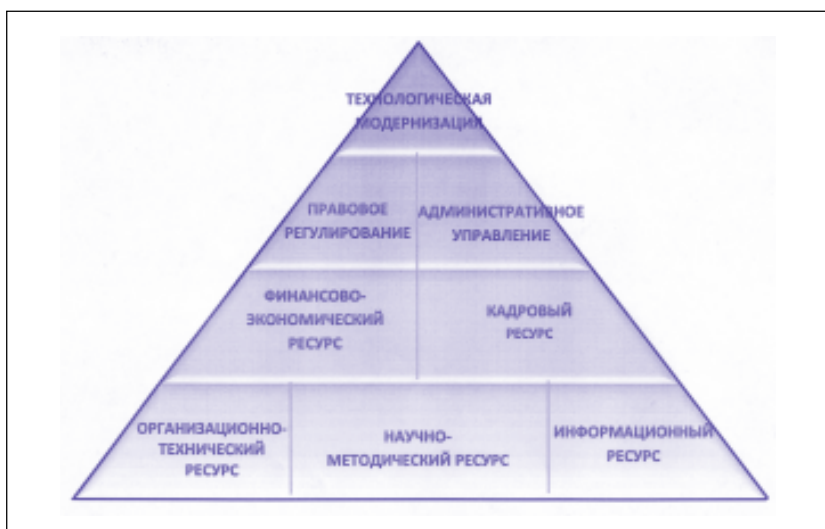 ТЕХНОЛОГИЧЕСКАЯ
МОДЕРНИЗАЦИЯ
ПРАВОВОЕ
РЕГУЛИРОВАНИЕ
АДМИНИСТРАТИВНОЕ
УПРАВЛЕНИЕ
ФИНАНСОВО-
ЭКОНОМИЧЕСКИЙ
РЕСУРС
КАДРОВЫЙ
РЕСУРС
ОРГАНИЗАЦИОННО-
ТЕХНИЧЕСКИЙ
РЕСУРС
НАУЧНО-
МЕТОДИЧЕСКИЙ РЕСУРС
ИНФОРМАЦИОННЫЙ
РЕСУРС